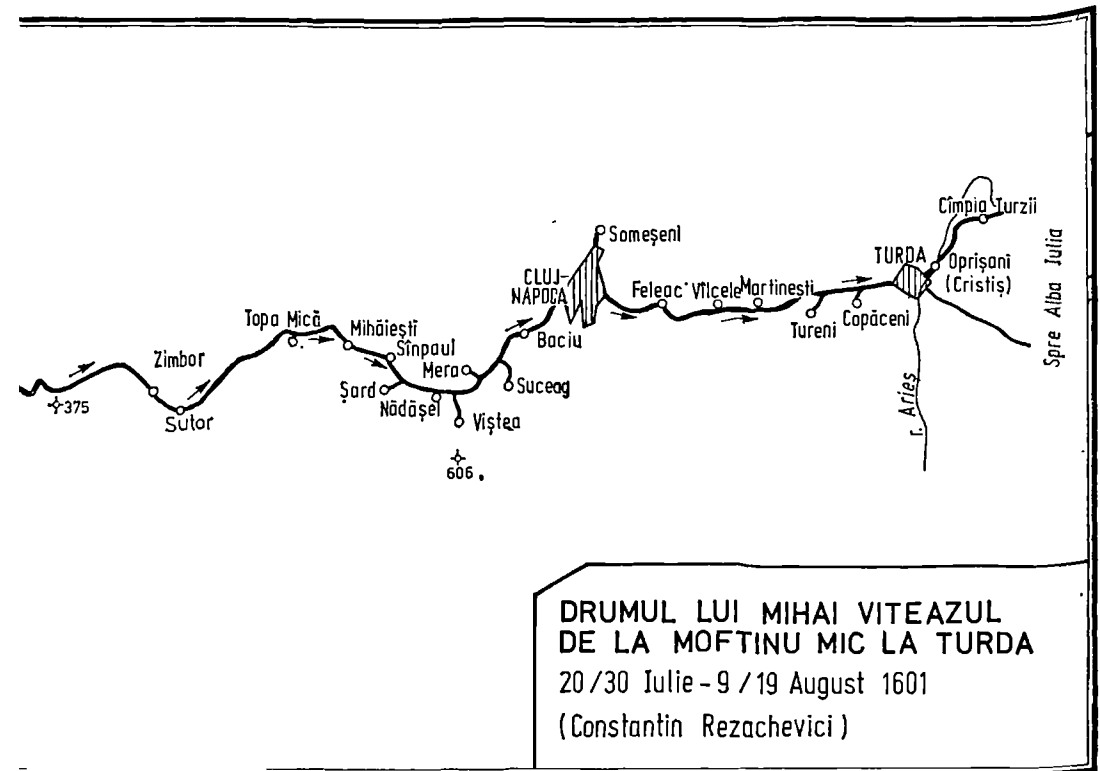 Someşeni
Cîmpia Turzii
TURDA
Oprişani
(Cristiş)
Spre Alba Iulia
CLUJ-
NAPOCA
Feleac
Vîlcele
Martineşti
Tureni
Copăceni
Topa Mică
Mihăieşti
Sînpaul
Baciu
Zimbor
Mera
Şard
Nădăşel
Suceag
375
Sutor
Viştea
r. Arieş
606
DRUMUL LUI MIHAI VITEAZUL
DE LA MOFTINU MIC LA TURDA
20/30 Iulie - 9/19 August 1601
(Constantin Rezachevici)